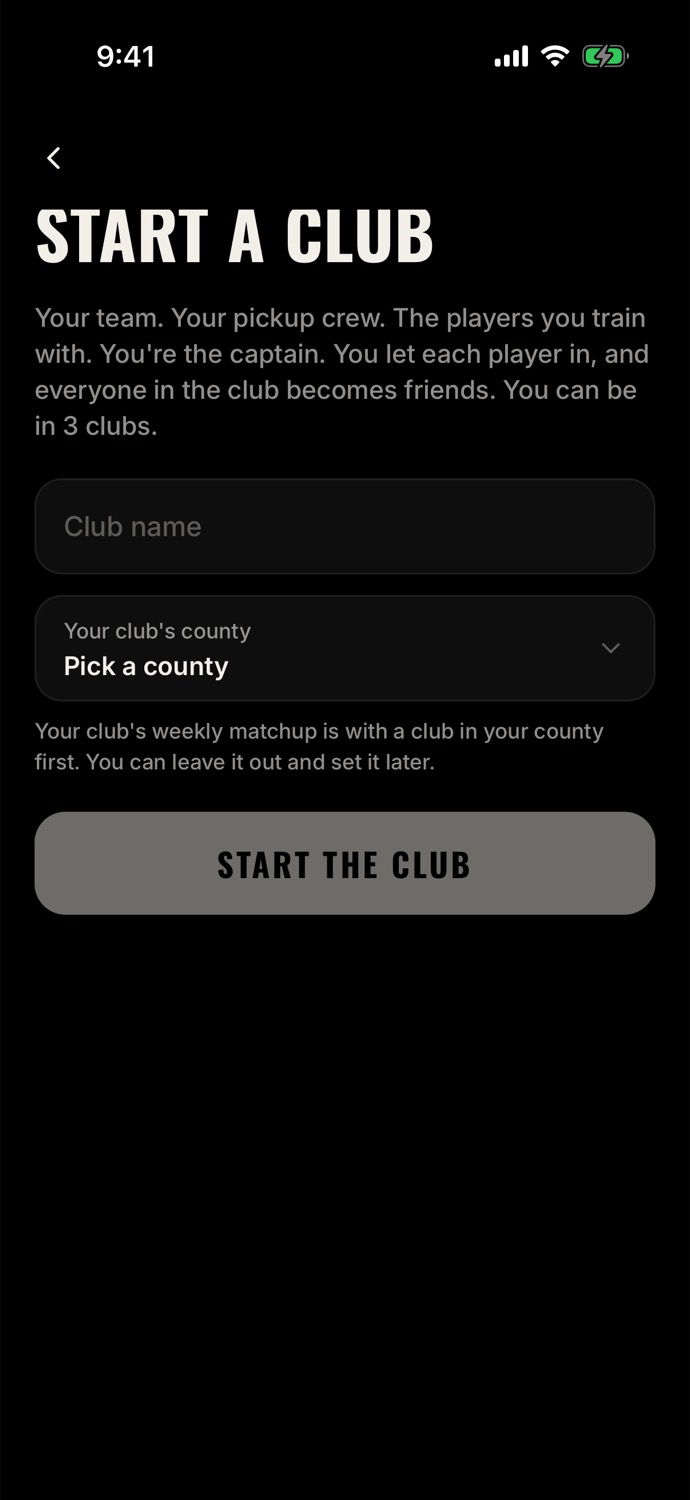 9:41
START A CLUB
Your team. Your pickup crew. The players you train
with. You're the captain. You let each player in, and
everyone in the club becomes friends. You can be
in 3 clubs.
Club name
Your club's county
Pick a county
Your club's weekly matchup is with a club in your county
first. You can leave it out and set it later.
START THE CLUB